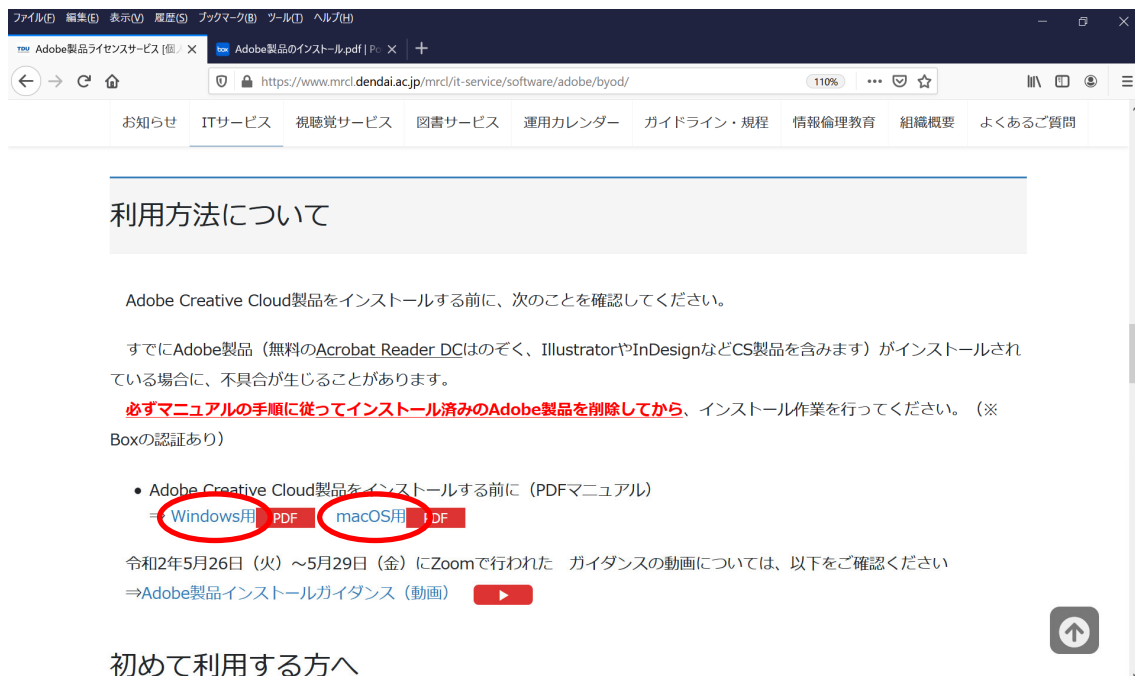 ファイル(F) 編集(E) 表示(V) 履歴(S) ブックマーク(B) ツール(T) ヘルプ(H)
TDU Adobe製品ライセンスサービス [個人 box Adobe製品のインストール.pdf | Po
https://www.mrcl.dendai.ac.jp/mrcl/it-service/software/adobe/byod/ 110%
お知らせ ITサービス 視聴覚サービス 図書サービス 運用カレンダー ガイドライン・規程 情報倫理教育 組織概要 よくあるご質問
利用方法について
Adobe Creative Cloud製品をインストールする前に、次のことを確認してください。
すでにAdobe製品（無料のAcrobat Reader DCはのぞく、IllustratorやInDesignなどCS製品を含みます）がインストールされ
ている場合に、不具合が生じることがあります。
必ずマニュアルの手順に従ってインストール済みのAdobe製品を削除してから、インストール作業を行ってください。（※
Boxの認証あり）
• Adobe Creative Cloud製品をインストールする前に（PDFマニュアル）
⇒ Windows用 PDF macOS用 PDF
令和2年5月26日（火）～5月29日（金）にZoomで行われた　ガイダンスの動画については、以下をご確認ください
⇒Adobe製品インストールガイダンス（動画）
初めて利用する方へ